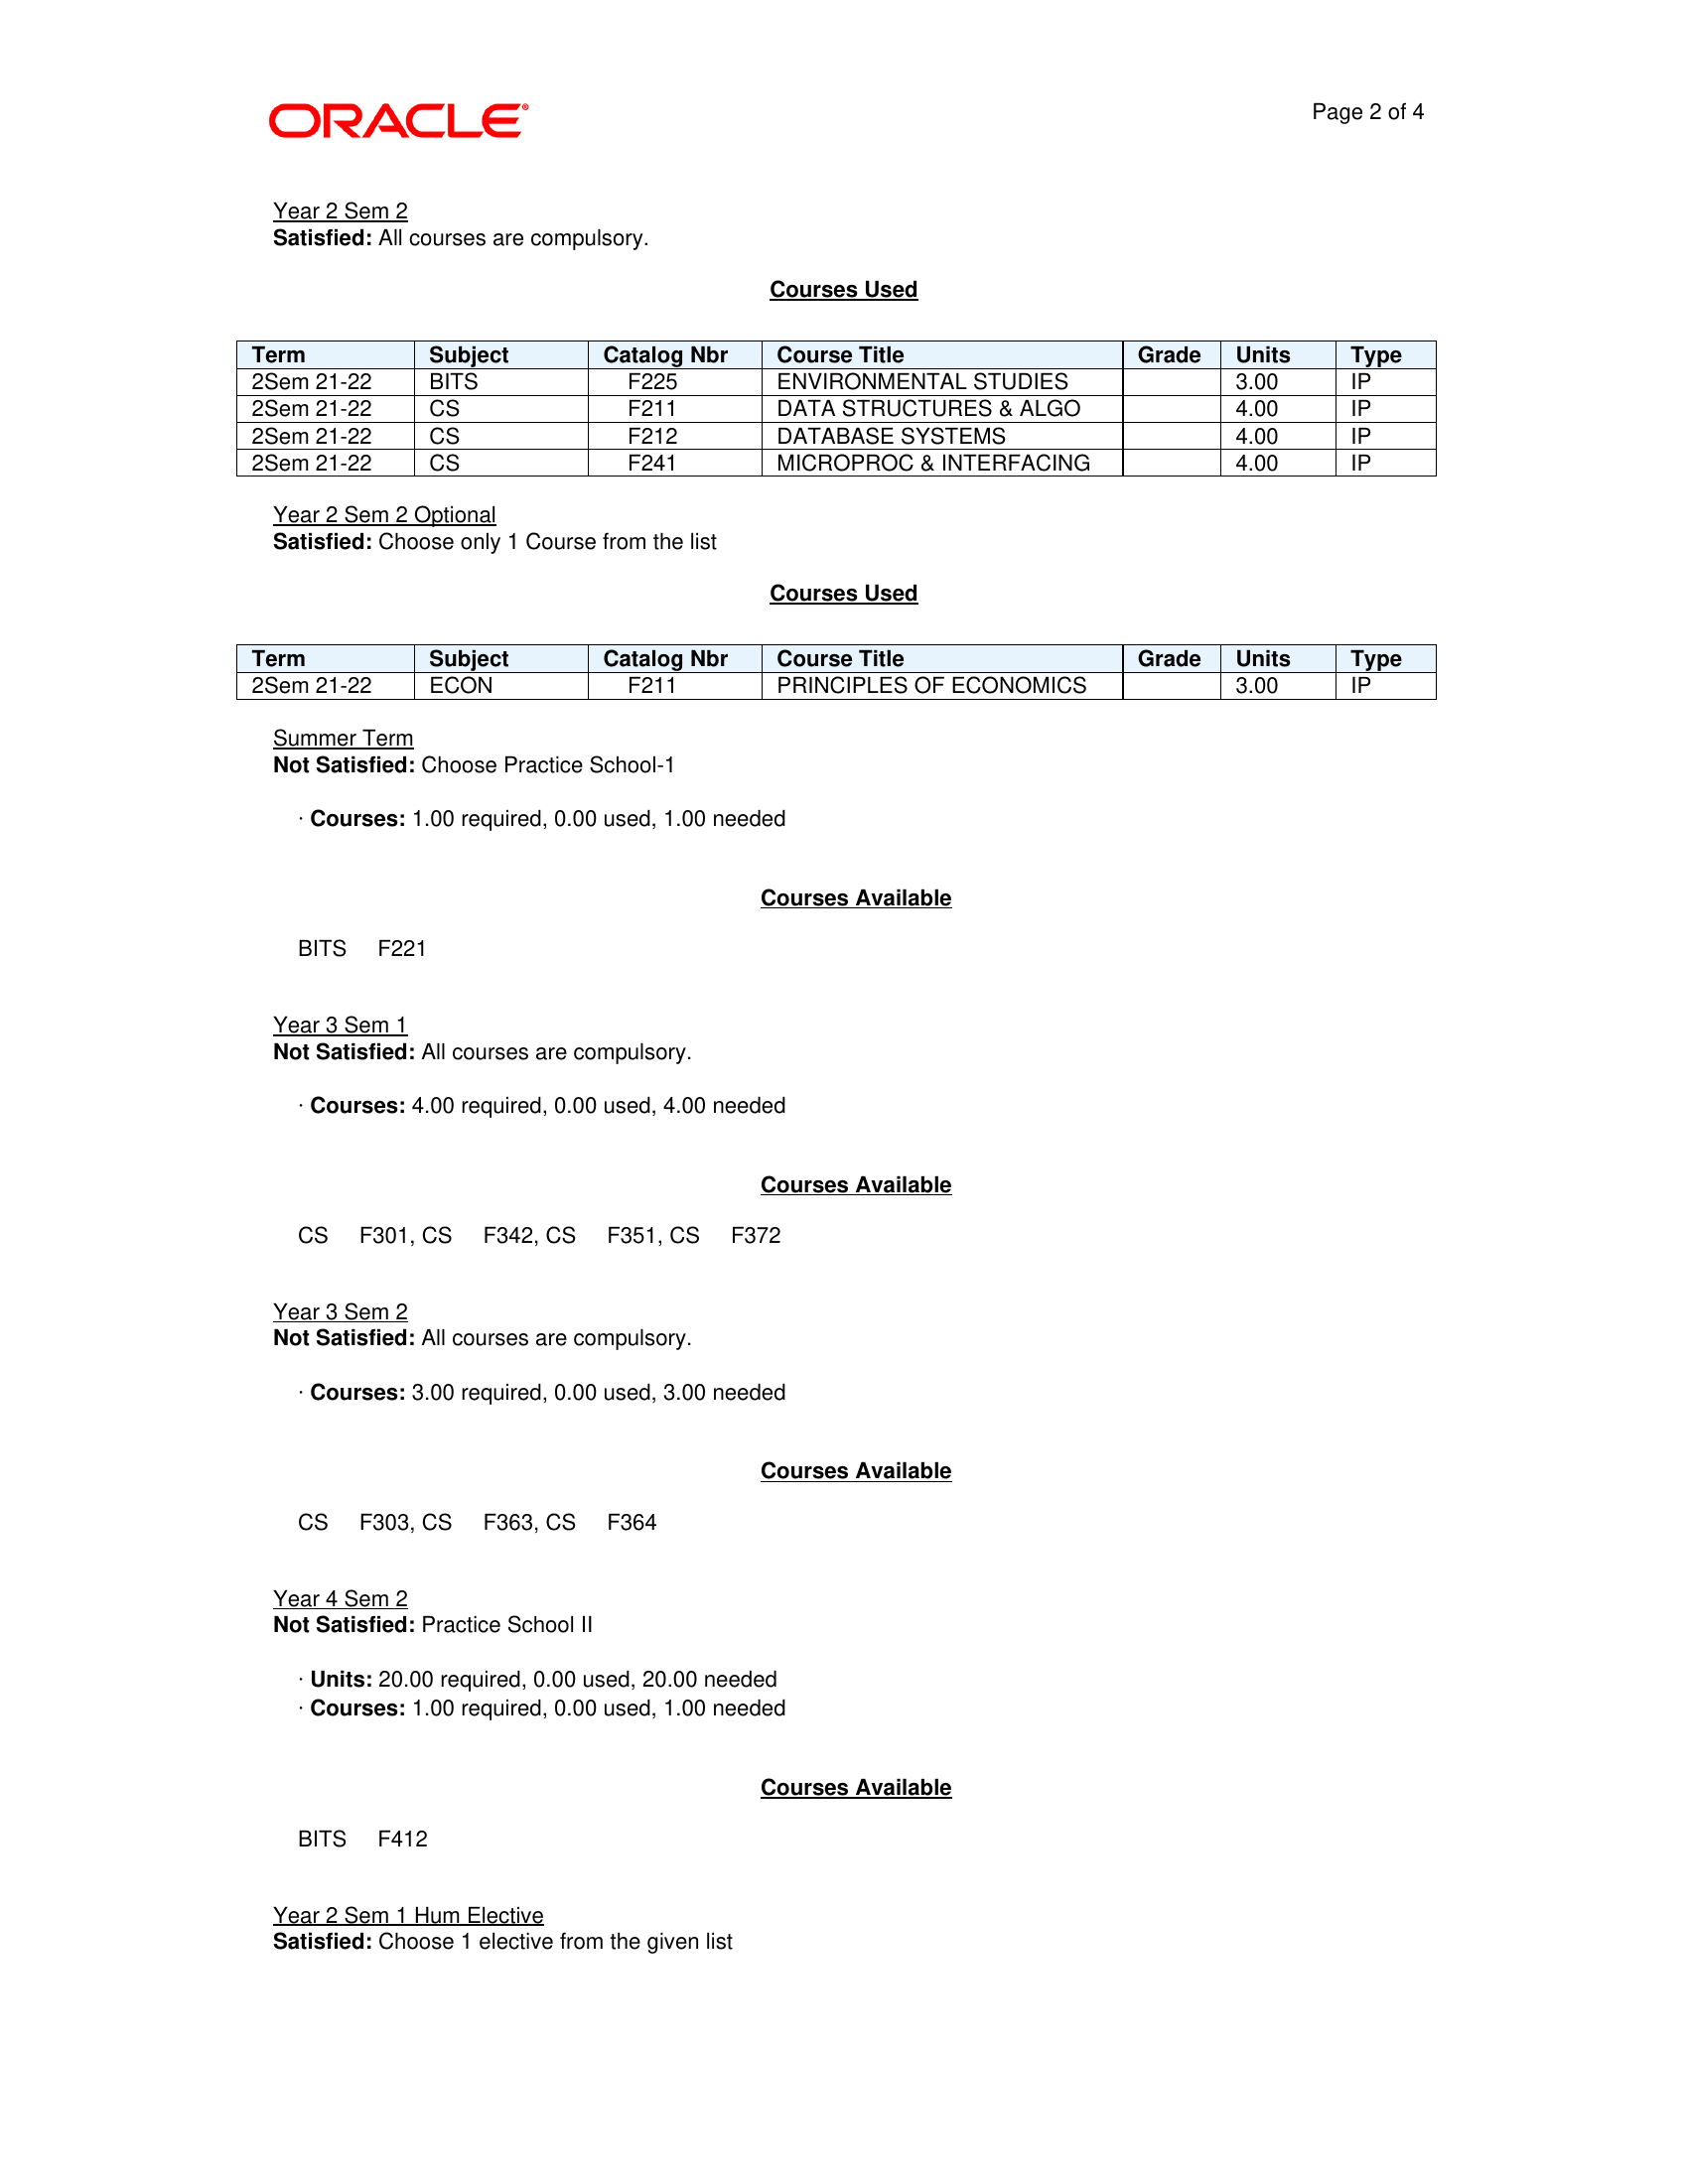 ORACLE®
Page 2 of 4
Year 2 Sem 2
Satisfied: All courses are compulsory.
Courses Used
Term Subject Catalog Nbr Course Title Grade Units Type
2Sem 21-22 BITS F225 ENVIRONMENTAL STUDIES 3.00 IP
2Sem 21-22 CS F211 DATA STRUCTURES & ALGO 4.00 IP
2Sem 21-22 CS F212 DATABASE SYSTEMS 4.00 IP
2Sem 21-22 CS F241 MICROPROC & INTERFACING 4.00 IP
Year 2 Sem 2 Optional
Satisfied: Choose only 1 Course from the list
Courses Used
Term Subject Catalog Nbr Course Title Grade Units Type
2Sem 21-22 ECON F211 PRINCIPLES OF ECONOMICS 3.00 IP
Summer Term
Not Satisfied: Choose Practice School-1
· Courses: 1.00 required, 0.00 used, 1.00 needed
Courses Available
BITS F221
Year 3 Sem 1
Not Satisfied: All courses are compulsory.
· Courses: 4.00 required, 0.00 used, 4.00 needed
Courses Available
CS F301, CS F342, CS F351, CS F372
Year 3 Sem 2
Not Satisfied: All courses are compulsory.
· Courses: 3.00 required, 0.00 used, 3.00 needed
Courses Available
CS F303, CS F363, CS F364
Year 4 Sem 2
Not Satisfied: Practice School II
· Units: 20.00 required, 0.00 used, 20.00 needed
· Courses: 1.00 required, 0.00 used, 1.00 needed
Courses Available
BITS F412
Year 2 Sem 1 Hum Elective
Satisfied: Choose 1 elective from the given list